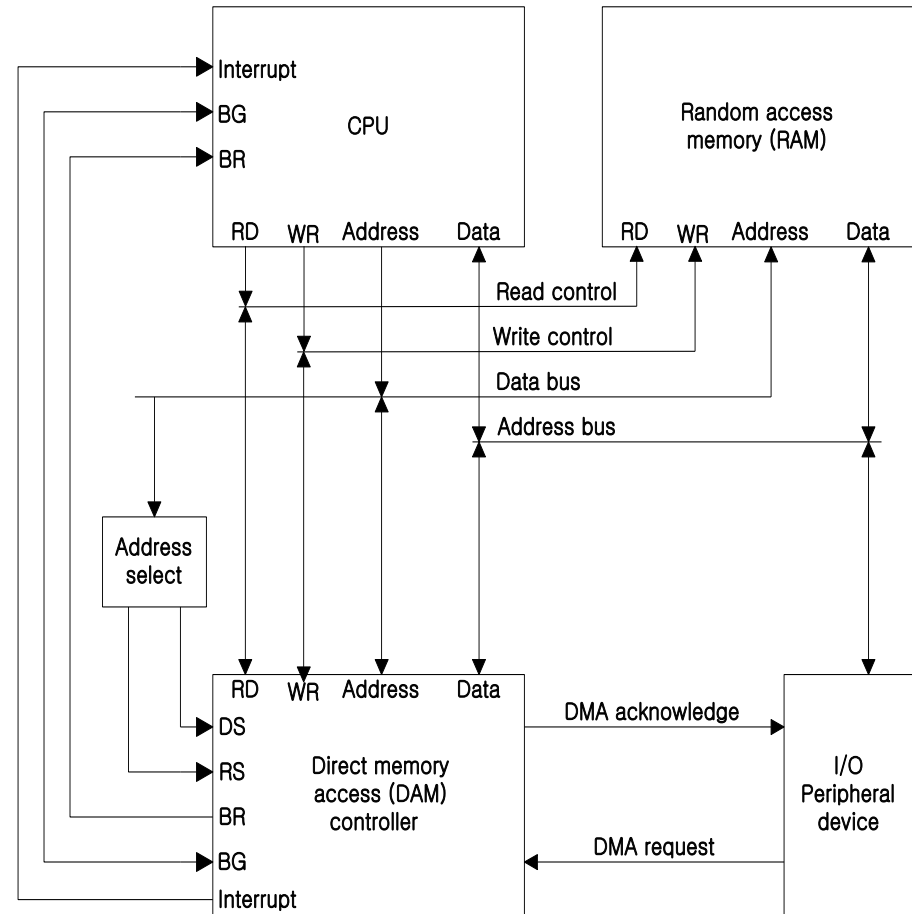 Interrupt
BG
CPU
BR
Random access
memory (RAM)
RD WR Address Data
RD WR Address Data
Read control
Write control
Data bus
Address bus
Address
select
RD WR Address Data
DS
RS
BR
BG
Interrupt
Direct memory
access (DAM)
controller
DMA acknowledge
DMA request
I/O
Peripheral
device